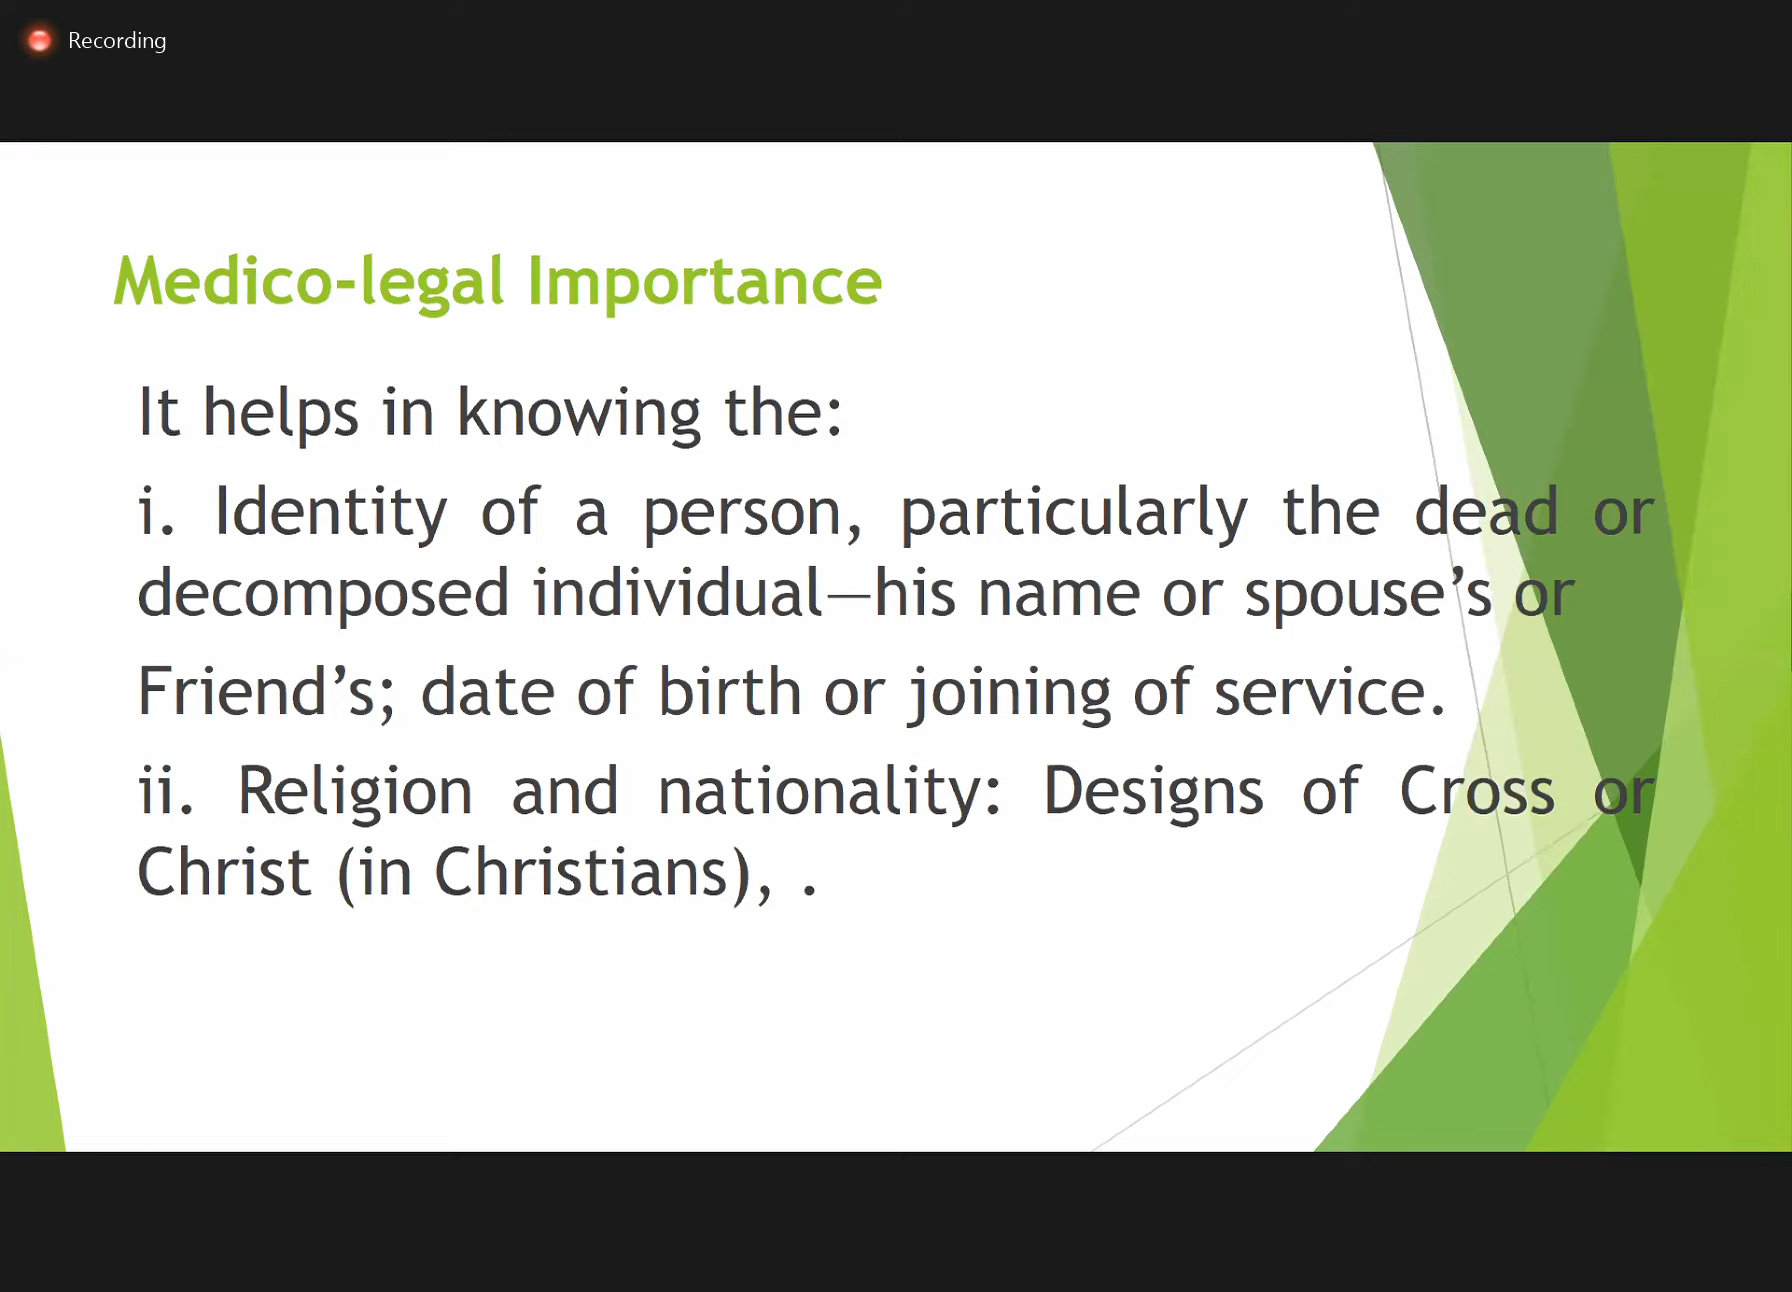 Recording
Medico-legal Importance
It helps in knowing the:
i. Identity of a person, particularly the dead or
decomposed individual—his name or spouse’s or
Friend’s; date of birth or joining of service.
ii. Religion and nationality: Designs of Cross or
Christ (in Christians), .